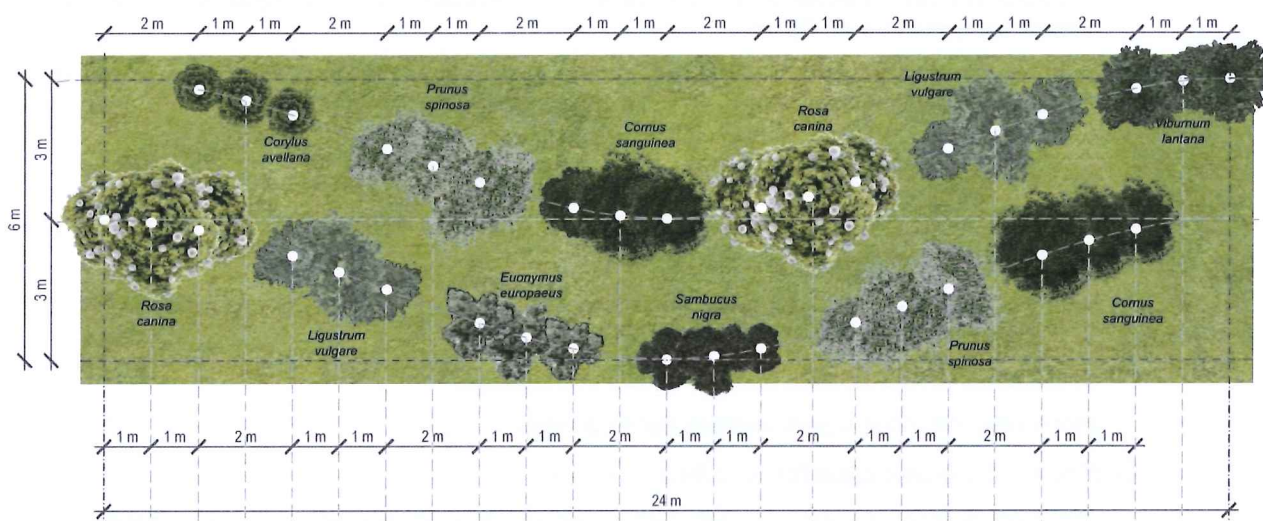 2 m 1 m 1 m 2 m 1 m 1 m 2 m 1 m 1 m 2 m 1 m 1 m 2 m 1 m 1 m 2 m 1 m 1 m
6 m
3 m
3 m
Corylus
avellana
Prunus
spinosa
Cornus
sanguinea
Rosa
canina
Ligustrum
vulgare
Viburnum
lantana
Rosa
canina
Ligustrum
vulgare
Euonymus
europaeus
Sambucus
nigra
Prunus
spinosa
Cornus
sanguinea
1 m 1 m 2 m 1 m 1 m 2 m 1 m 1 m 2 m 1 m 1 m 2 m 1 m 1 m 2 m 1 m 1 m
24 m